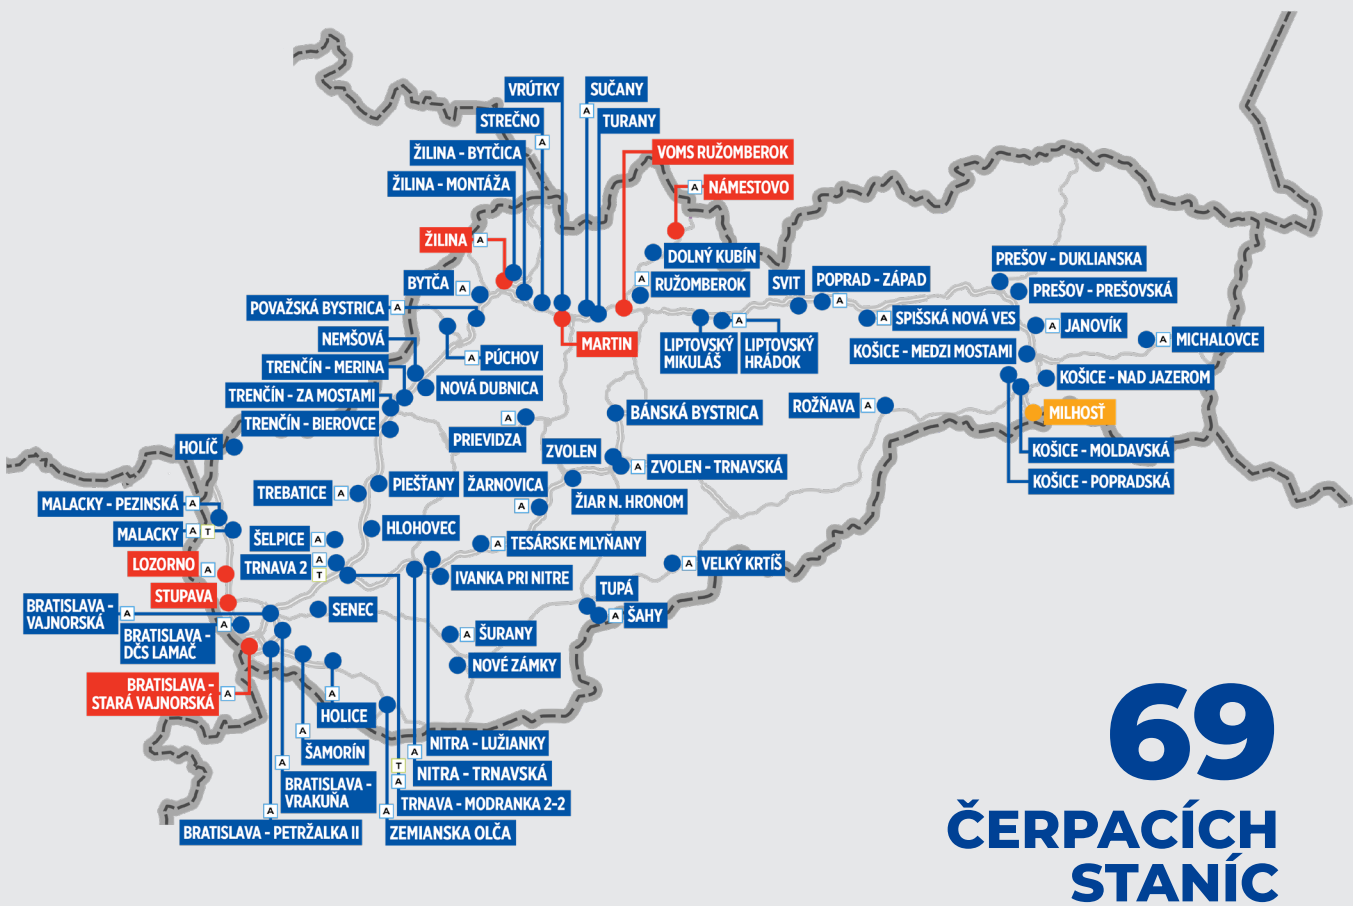 VRÚTKY
SUČANY
A
STREČNO
TURANY
A
ŽILINA - BYTČICA
VOMS RUŽOMBEROK
ŽILINA - MONTÁŽA
A
NÁMESTOVO
ŽILINA
A
DOLNÝ KUBÍN
PREŠOV - DUKLIANSKA
BYTČA
A
A
RUŽOMBEROK
SVIT
POPRAD - ZÁPAD
A
PREŠOV - PREŠOVSKÁ
POVAŽSKÁ BYSTRICA
A
A
SPIŠSKÁ NOVÁ VES
A
JANOVÍK
A
NEMŠOVÁ
MARTIN
LIPTOVSKÝ
MIKULÁŠ
LIPTOVSKÝ
HRÁDOK
A
MICHALOVCE
A
PÚCHOV
KOŠICE - MEDZI MOSTAMI
TRENČÍN - MERINA
NOVÁ DUBNICA
KOŠICE - NAD JAZEROM
TRENČÍN - ZA MOSTAMI
ROŽŇAVA
A
MILHOSŤ
TRENČÍN - BIEROVCE
A
PRIEVIDZA
BÁNSKÁ BYSTRICA
HOLÍČ
ZVOLEN
A
ZVOLEN - TRNAVSKÁ
KOŠICE - MOLDAVSKÁ
KOŠICE - POPRADSKÁ
TREBATICE
A
PIEŠŤANY
ŽARNOVICA
A
ŽIAR N. HRONOM
MALACKY - PEZINSKÁ
A
MALACKY
A
T
HLOHOVEC
ŠELPICE
A
A
TESÁRSKE MLYŇANY
LOZORNO
A
TRNAVA 2
A
T
IVANKA PRI NITRE
A
VELKÝ KRTÍŠ
STUPAVA
TUPÁ
BRATISLAVA -
VAJNORSKÁ
A
SENEC
A
ŠAHY
BRATISLAVA -
DČS LAMAČ
A
A
ŠURANY
NOVÉ ZÁMKY
BRATISLAVA -
STARÁ VAJNORSKÁ
A
A
HOLICE
A
ŠAMORÍN
A
NITRA - LUŽIANKY
A
BRATISLAVA -
VRAKUŇA
T
A
NITRA - TRNAVSKÁ
TRNAVA - MODRANKA 2-2
A
BRATISLAVA - PETRŽALKA II
A
ZEMIANSKA OLČA
69
ČERPACÍCH
STANÍC